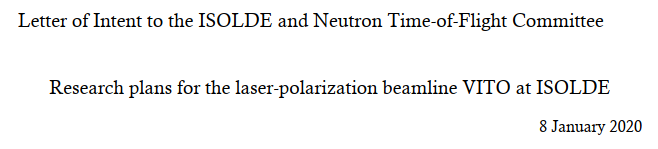 Letter of Intent to the ISOLDE and Neutron Time-of-Flight Committee
Research plans for the laser-polarization beamline VITO at ISOLDE
8 January 2020